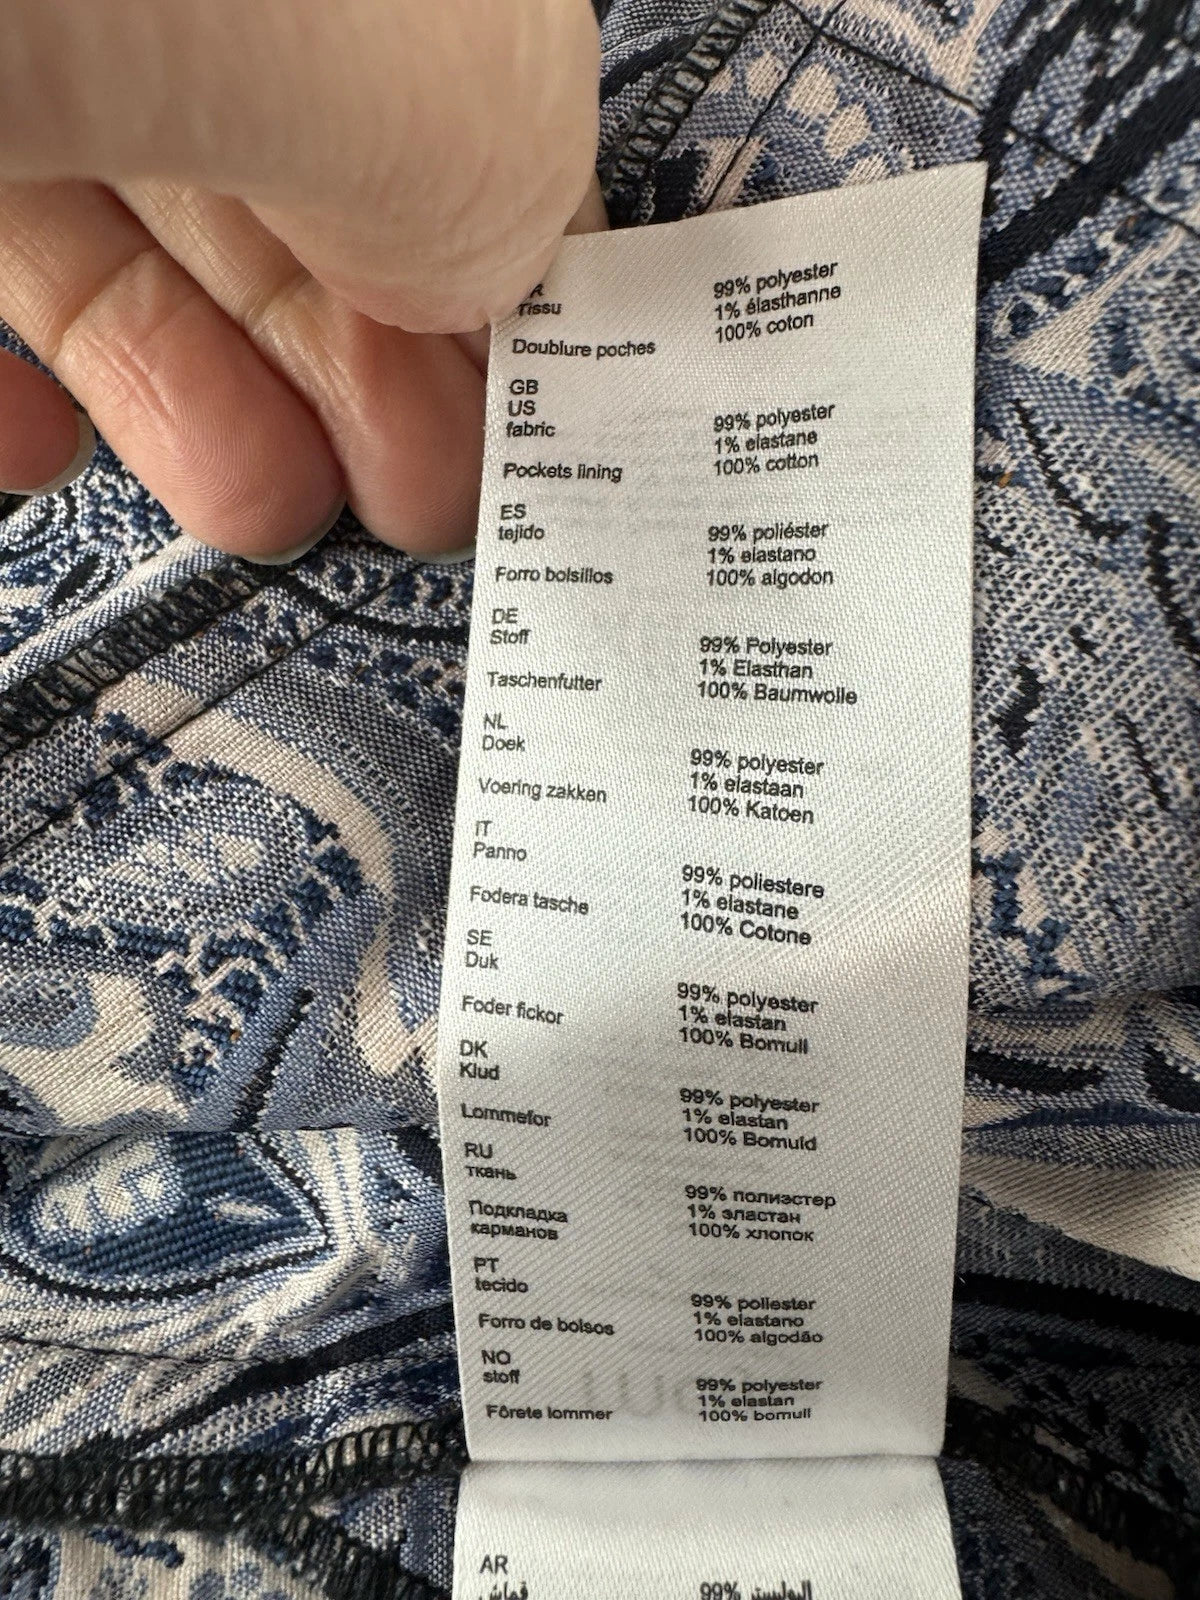 Tissu
99% polyester
1% élasthanne
Doublure poches
100% coton
GB
US
fabric
99% polyester
1% elastane
Pockets lining
100% cotton
ES
tejido
99% poliéster
1% elastano
Forro bolsillos
100% algodon
DE
Stoff
99% Polyester
1% Elasthan
Taschenfutter
100% Baumwolle
NL
Doek
99% polyester
1% elastaan
Voering zakken
100% Katoen
IT
Panno
99% poliestere
1% elastane
Fodera tasche
100% Cotone
SE
Duk
99% polyester
1% elastan
Foder fickor
100% Bomull
DK
Klud
99% polyester
1% elastan
Lommefor
100% Bomuld
RU
ткань
99% полиэстер
1% эластан
Подкладка
карманов
100% хлопок
PT
tecido
99% poliester
1% elastano
Forro de bolsos
100% algodão
NO
stoff
99% polyester
1% elastan
Fôrete lommer
100% bomull
AR
قماش
99% البوليستر